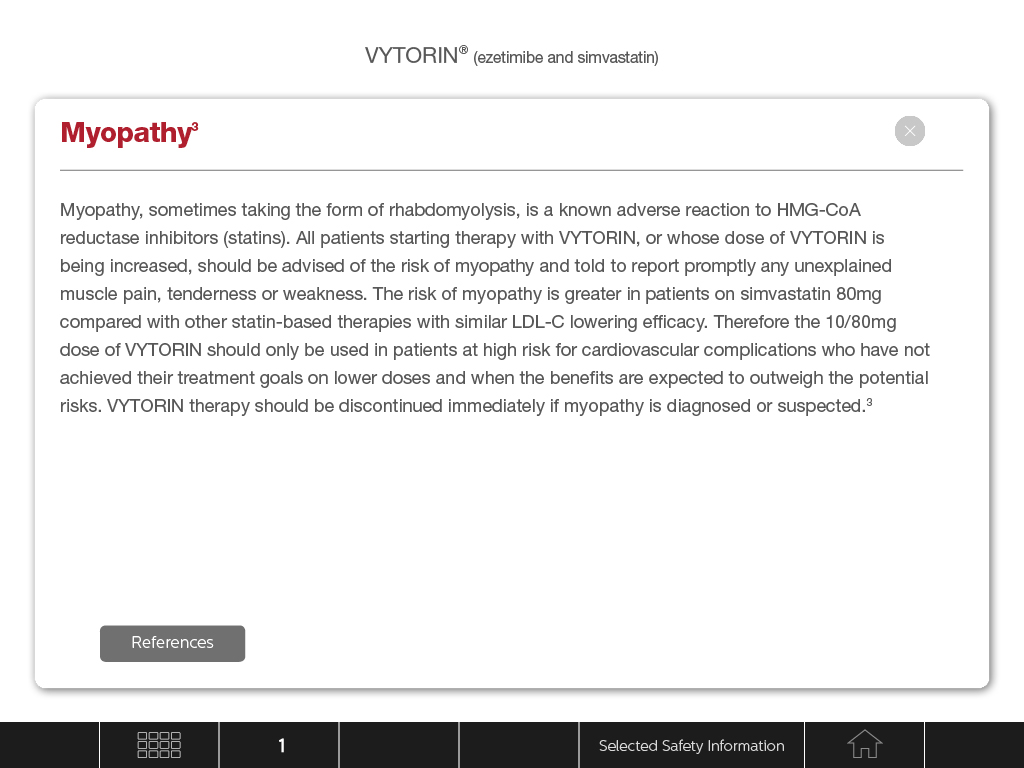 VYTORIN® (ezetimibe and simvastatin)
Myopathy³
Myopathy, sometimes taking the form of rhabdomyolysis, is a known adverse reaction to HMG-CoA
reductase inhibitors (statins). All patients starting therapy with VYTORIN, or whose dose of VYTORIN is
being increased, should be advised of the risk of myopathy and told to report promptly any unexplained
muscle pain, tenderness or weakness. The risk of myopathy is greater in patients on simvastatin 80mg
compared with other statin-based therapies with similar LDL-C lowering efficacy. Therefore the 10/80mg
dose of VYTORIN should only be used in patients at high risk for cardiovascular complications who have not
achieved their treatment goals on lower doses and when the benefits are expected to outweigh the potential
risks. VYTORIN therapy should be discontinued immediately if myopathy is diagnosed or suspected.³
References
1
Selected Safety Information